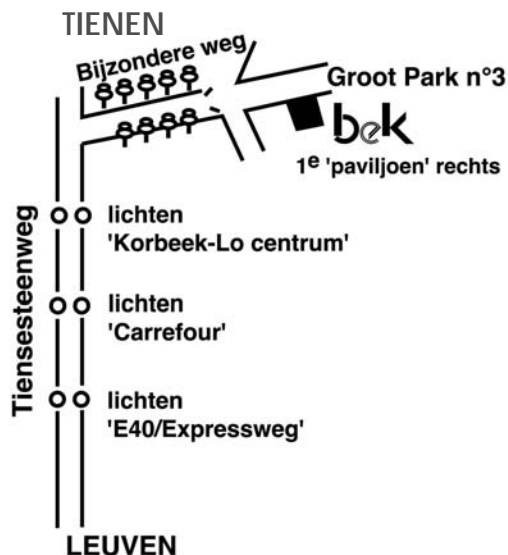 TIENEN
Bijzondere weg
Groot Park n°3
bek
1e 'paviljoen' rechts
Tiensesteenweg
lichten
'Korbeek-Lo centrum'
lichten
'Carrefour'
lichten
'E40/Expressweg'
LEUVEN